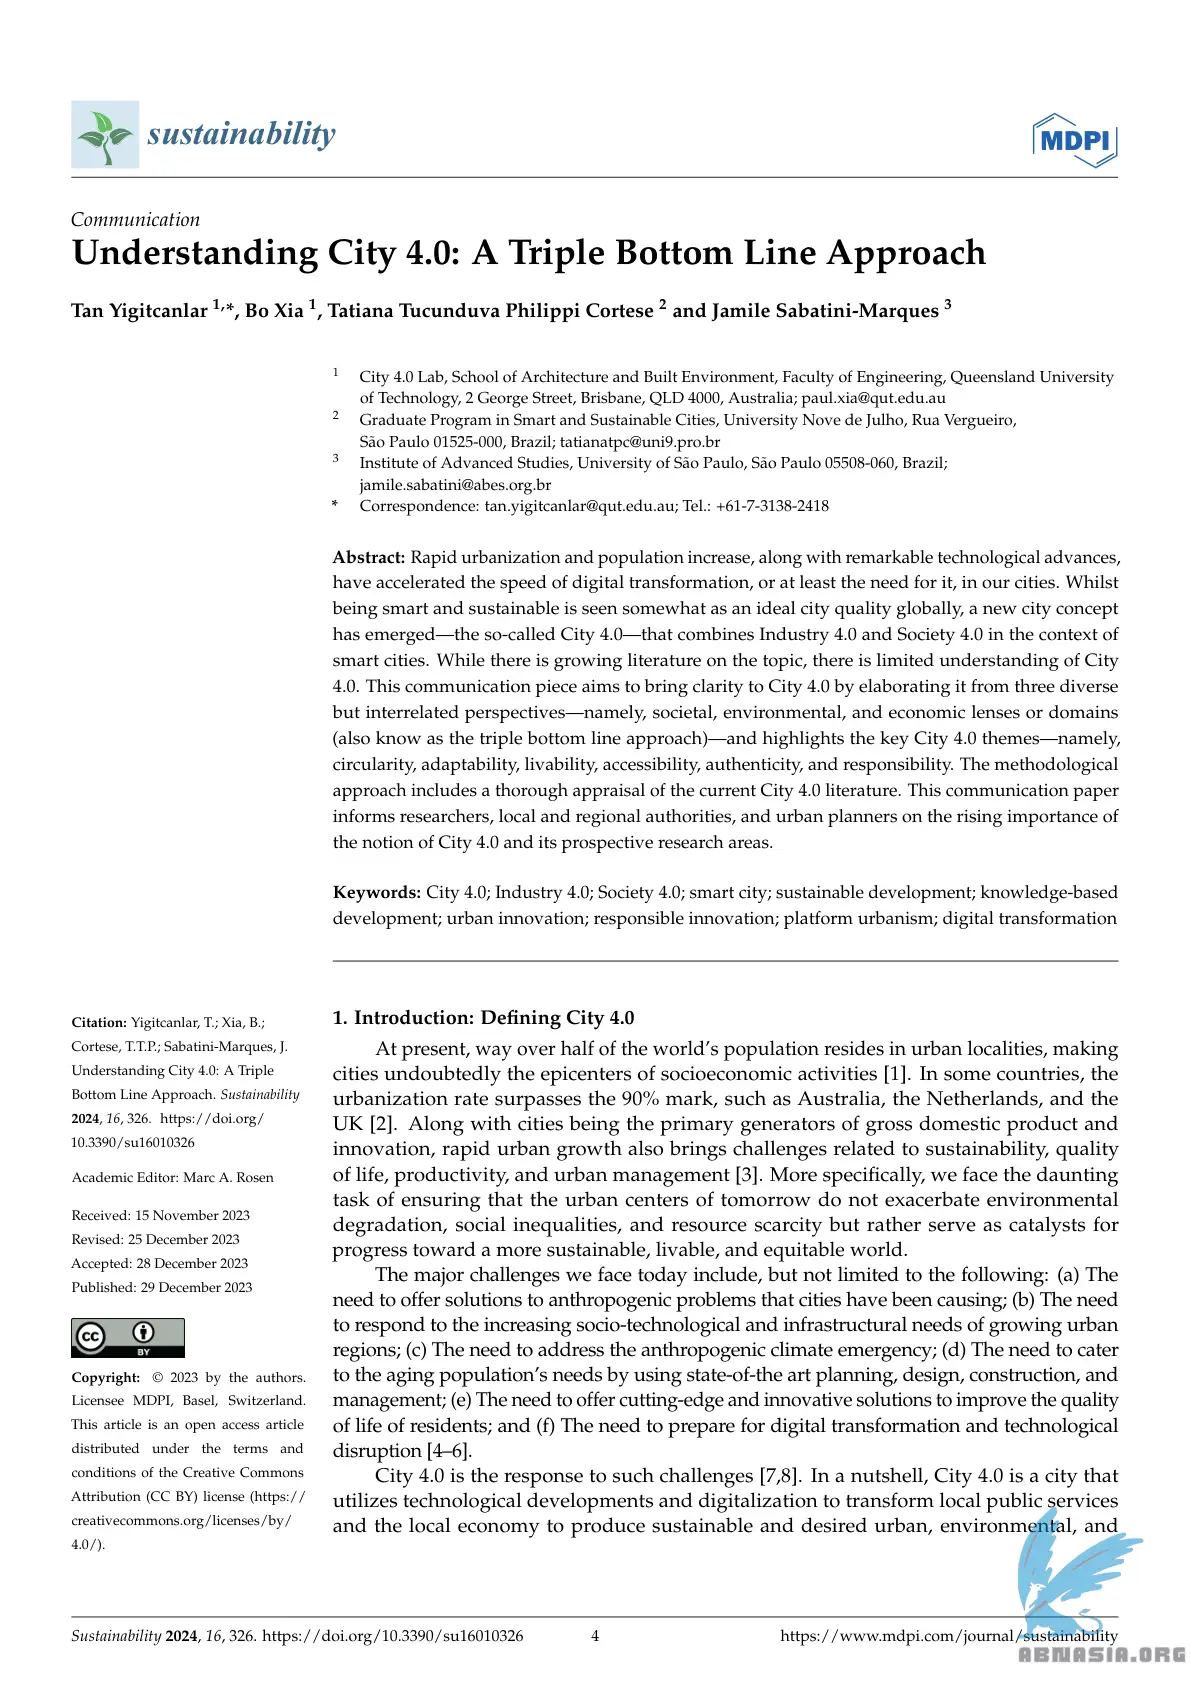 sustainability
MDPI
Communication
Understanding City 4.0: A Triple Bottom Line Approach
Tan Yigitcanlar 1,*, Bo Xia 1, Tatiana Tucunduva Philippi Cortese 2 and Jamile Sabatini-Marques 3
1 City 4.0 Lab, School of Architecture and Built Environment, Faculty of Engineering, Queensland University
of Technology, 2 George Street, Brisbane, QLD 4000, Australia; paul.xia@qut.edu.au
2 Graduate Program in Smart and Sustainable Cities, University Nove de Julho, Rua Vergueiro,
São Paulo 01525-000, Brazil; tatianatpc@uni9.pro.br
3 Institute of Advanced Studies, University of São Paulo, São Paulo 05508-060, Brazil;
jamile.sabatini@abes.org.br
* Correspondence: tan.yigitcanlar@qut.edu.au; Tel.: +61-7-3138-2418
Abstract: Rapid urbanization and population increase, along with remarkable technological advances,
have accelerated the speed of digital transformation, or at least the need for it, in our cities. Whilst
being smart and sustainable is seen somewhat as an ideal city quality globally, a new city concept
has emerged—the so-called City 4.0—that combines Industry 4.0 and Society 4.0 in the context of
smart cities. While there is growing literature on the topic, there is limited understanding of City
4.0. This communication piece aims to bring clarity to City 4.0 by elaborating it from three diverse
but interrelated perspectives—namely, societal, environmental, and economic lenses or domains
(also know as the triple bottom line approach)—and highlights the key City 4.0 themes—namely,
circularity, adaptability, livability, accessibility, authenticity, and responsibility. The methodological
approach includes a thorough appraisal of the current City 4.0 literature. This communication paper
informs researchers, local and regional authorities, and urban planners on the rising importance of
the notion of City 4.0 and its prospective research areas.
Keywords: City 4.0; Industry 4.0; Society 4.0; smart city; sustainable development; knowledge-based
development; urban innovation; responsible innovation; platform urbanism; digital transformation
Citation: Yigitcanlar, T.; Xia, B.;
Cortese, T.T.P.; Sabatini-Marques, J.
Understanding City 4.0: A Triple
Bottom Line Approach. Sustainability
2024, 16, 326. https://doi.org/
10.3390/su16010326
Academic Editor: Marc A. Rosen
Received: 15 November 2023
Revised: 25 December 2023
Accepted: 28 December 2023
Published: 29 December 2023
cc
BY
Copyright: © 2023 by the authors.
Licensee MDPI, Basel, Switzerland.
This article is an open access article
distributed under the terms and
conditions of the Creative Commons
Attribution (CC BY) license (https://
creativecommons.org/licenses/by/
4.0/).
1. Introduction: Defining City 4.0
At present, way over half of the world's population resides in urban localities, making
cities undoubtedly the epicenters of socioeconomic activities [1]. In some countries, the
urbanization rate surpasses the 90% mark, such as Australia, the Netherlands, and the
UK [2]. Along with cities being the primary generators of gross domestic product and
innovation, rapid urban growth also brings challenges related to sustainability, quality
of life, productivity, and urban management [3]. More specifically, we face the daunting
task of ensuring that the urban centers of tomorrow do not exacerbate environmental
degradation, social inequalities, and resource scarcity but rather serve as catalysts for
progress toward a more sustainable, livable, and equitable world.
The major challenges we face today include, but not limited to the following: (a) The
need to offer solutions to anthropogenic problems that cities have been causing; (b) The need
to respond to the increasing socio-technological and infrastructural needs of growing urban
regions; (c) The need to address the anthropogenic climate emergency; (d) The need to cater
to the aging population's needs by using state-of-the art planning, design, construction, and
management; (e) The need to offer cutting-edge and innovative solutions to improve the quality
of life of residents; and (f) The need to prepare for digital transformation and technological
disruption [4–6].
City 4.0 is the response to such challenges [7,8]. In a nutshell, City 4.0 is a city that
utilizes technological developments and digitalization to transform local public services
and the local economy to produce sustainable and desired urban, environmental, and
Sustainability 2024, 16, 326. https://doi.org/10.3390/su16010326
4
https://www.mdpi.com/journal/sustainability
ABNASIA.ORG